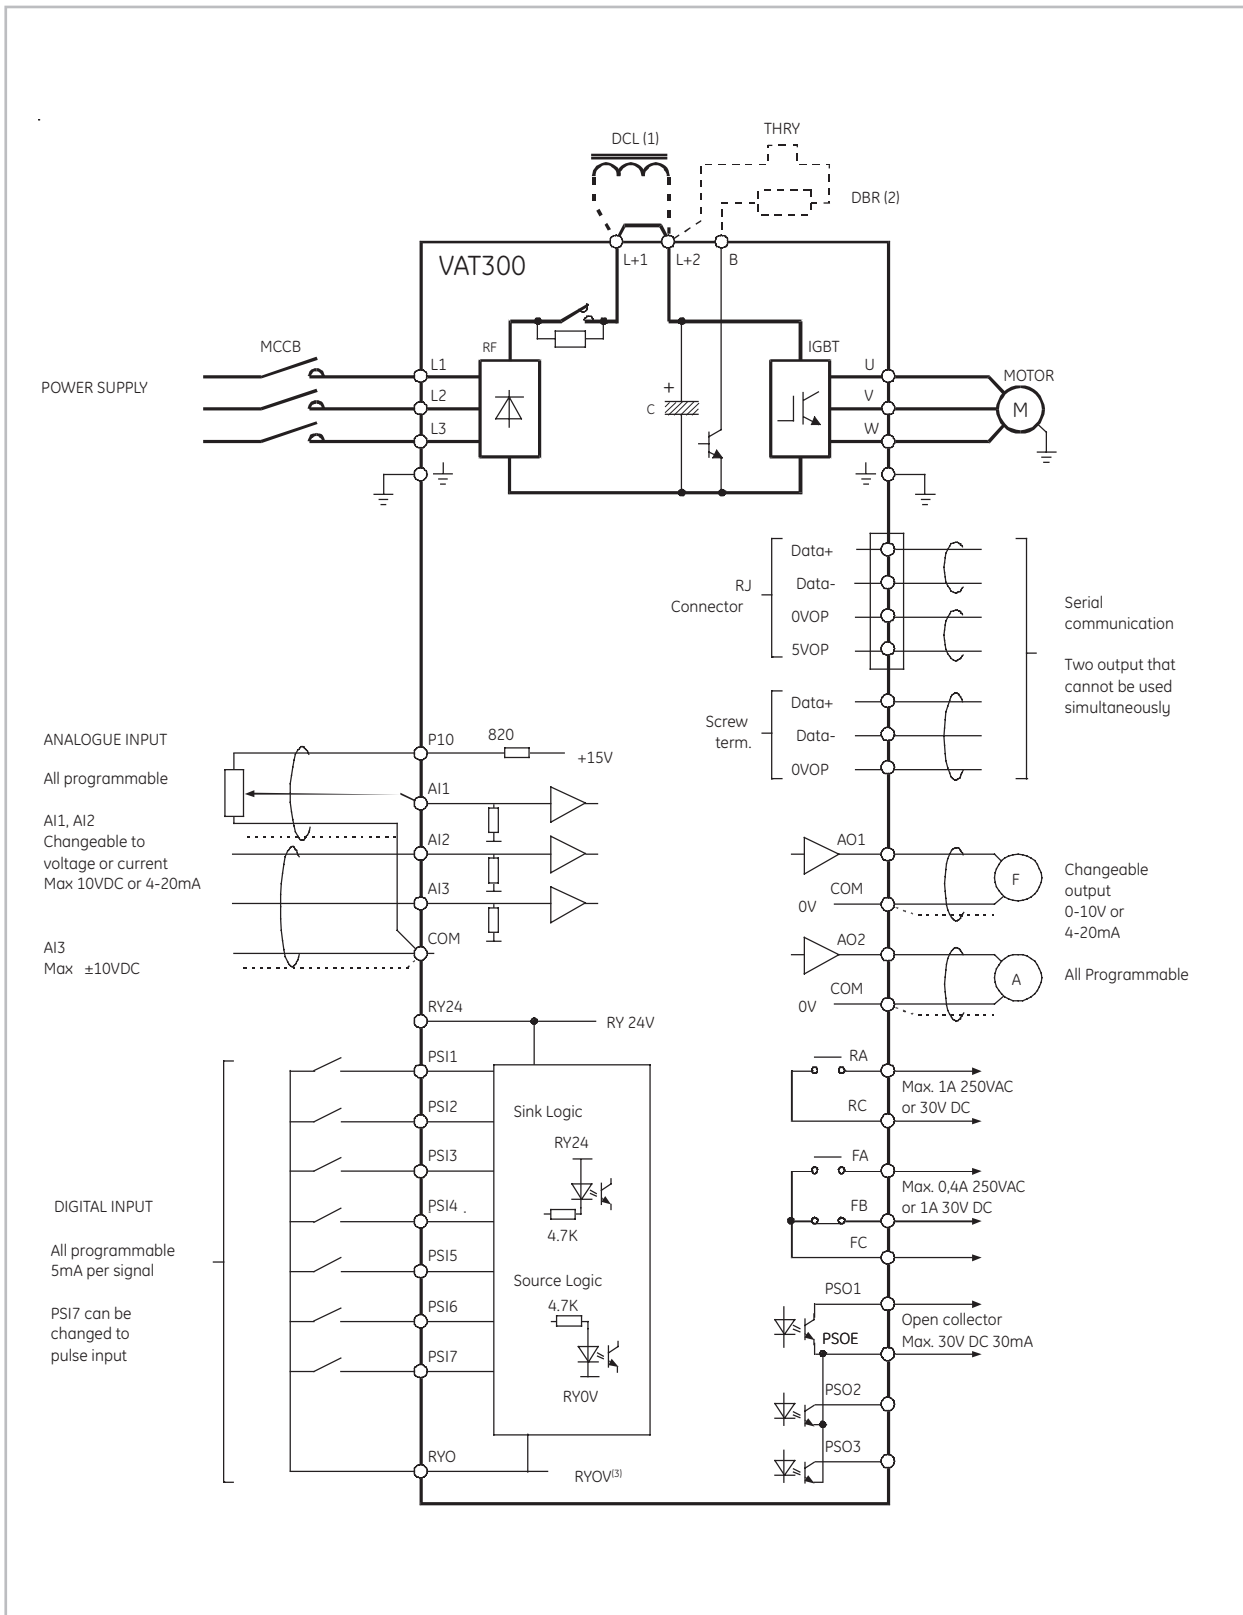 DCL (1)
THRY
DBR (2)
L+1
L+2
B
VAT300
MCCB
RF
IGBT
POWER SUPPLY
L1
L2
L3
+
C
U
V
W
MOTOR
M
RJ
Connector
Data+
Data-
0VOP
5VOP
Serial
communication
Two output that
cannot be used
simultaneously
Screw
term.
Data+
Data-
0VOP
ANALOGUE INPUT
All programmable
AI1, AI2
Changeable to
voltage or current
Max 10VDC or 4-20mA
AI3
Max ±10VDC
P10
820
+15V
AI1
AI2
AI3
COM
AO1
COM
0V
F
AO2
COM
0V
A
Changeable
output
0-10V or
4-20mA
All Programmable
RY24
RY 24V
DIGITAL INPUT
All programmable
5mA per signal
PSI7 can be
changed to
pulse input
PSI1
PSI2
PSI3
PSI4 .
PSI5
PSI6
PSI7
RYO
Sink Logic
RY24
4.7K
Source Logic
4.7K
RY0V
RYOV(3)
RA
RC
Max. 1A 250VAC
or 30V DC
FA
FB
FC
Max. 0,4A 250VAC
or 1A 30V DC
PSO1
PSOE
PSO2
PSO3
Open collector
Max. 30V DC 30mA